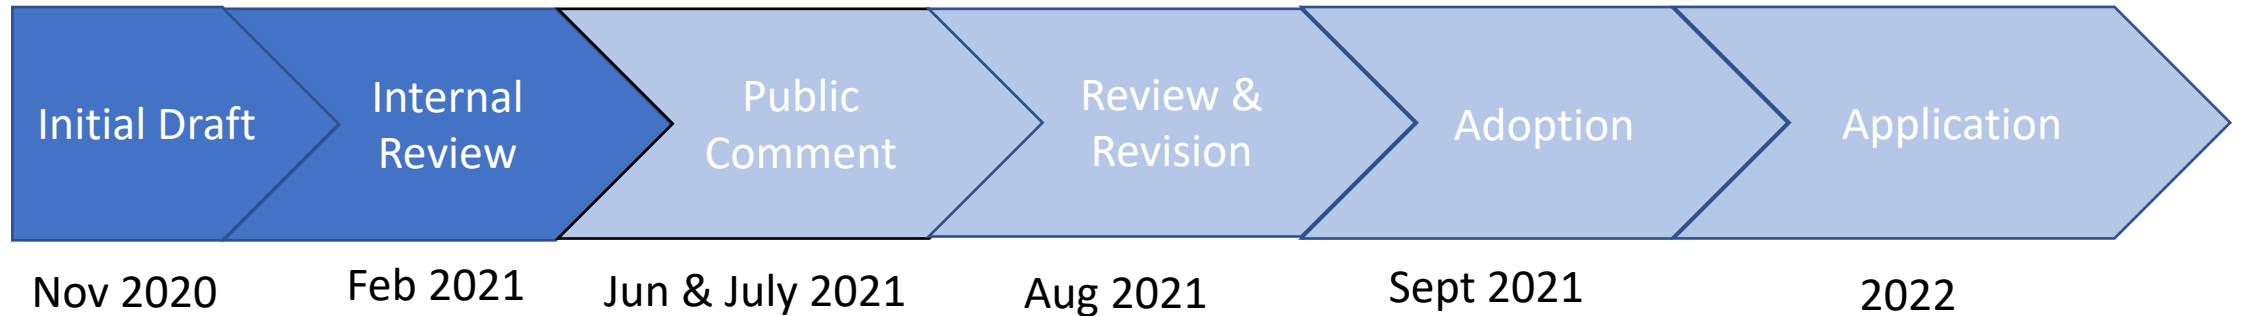 Initial Draft
Internal
Review
Public
Comment
Review &
Revision
Adoption
Application
Nov 2020
Feb 2021
Jun & July 2021
Aug 2021
Sept 2021
2022